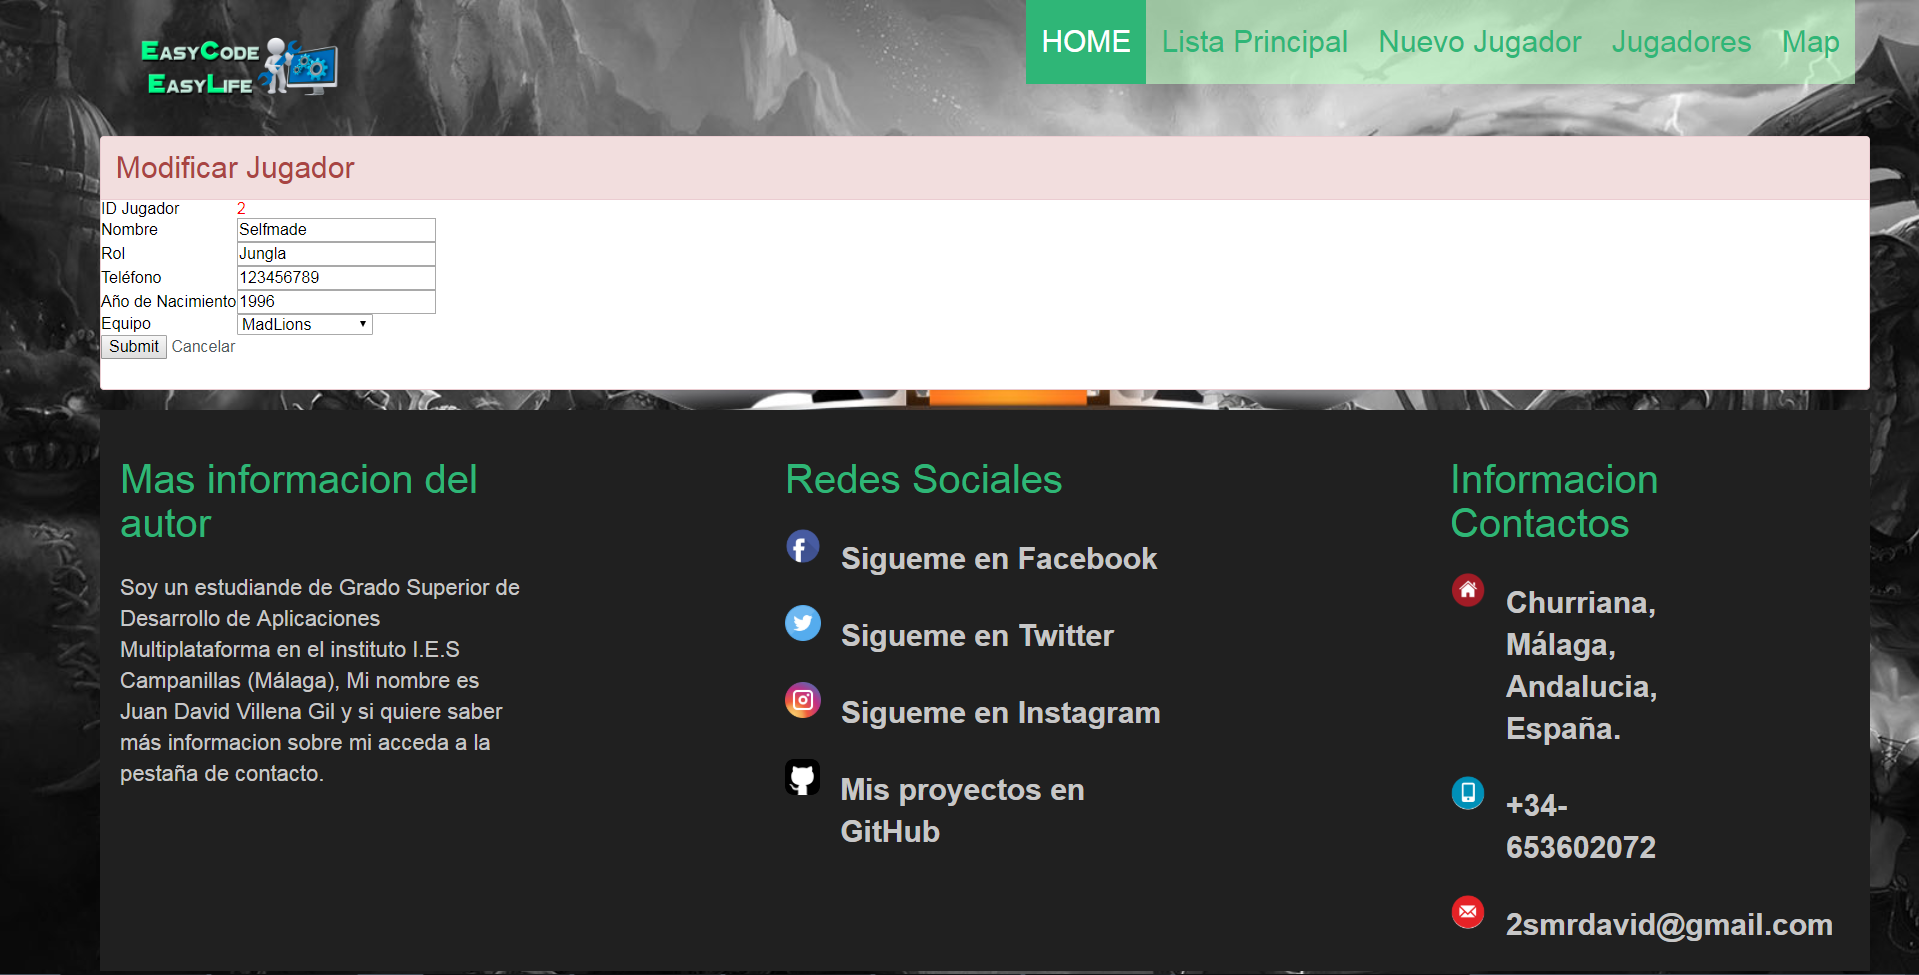 EasyCode
EasyLife
HOME Lista Principal Nuevo Jugador Jugadores Map
Modificar Jugador
ID Jugador 2
Nombre Selfmade
Rol Jungla
Teléfono 123456789
Año de Nacimiento 1996
Equipo MadLions
Submit Cancelar
Mas informacion del
autor
Soy un estudiande de Grado Superior de
Desarrollo de Aplicaciones
Multiplataforma en el instituto I.E.S
Campanillas (Málaga), Mi nombre es
Juan David Villena Gil y si quiere saber
más informacion sobre mi acceda a la
pestaña de contacto.
Redes Sociales
Sigueme en Facebook
Sigueme en Twitter
Sigueme en Instagram
Mis proyectos en
GitHub
Informacion
Contactos
Churriana,
Málaga,
Andalucia,
España.
+34-
653602072
2smrdavid@gmail.com